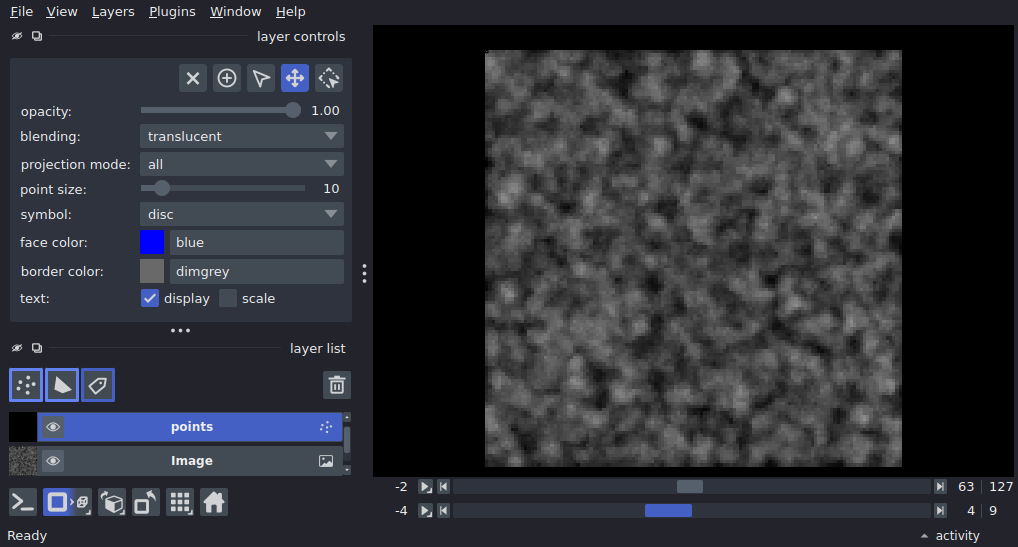 File View Layers Plugins Window Help
layer controls
opacity: 1.00
blending: translucent
projection mode: all
point size: 10
symbol: disc
face color: blue
border color: dimgrey
text: display scale
layer list
points
Image
-2 63 127
-4 4 9
Ready activity